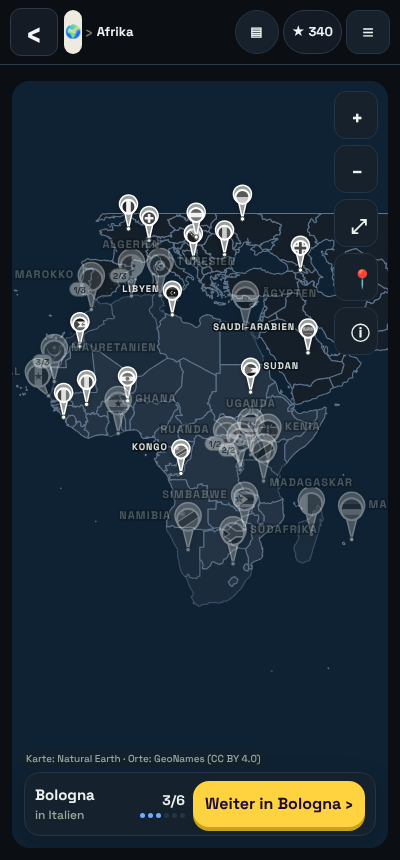 < > Afrika ★ 340 ≡
+
−
ALGERIEN
TUNESIEN
MAROKKO
2/3
1/3
LIBYEN
ÄGYPTEN
SAUDI-ARABIEN
MAURETANIEN
3/3
SUDAN
GHANA
UGANDA
RUANDA
KENIA
1/2
2/2
KONGO
MADAGASKAR
SIMBABWE
MA
NAMIBIA
SÜDAFRIKA
Karte: Natural Earth · Orte: GeoNames (CC BY 4.0)
Bologna
3/6
in Italien
Weiter in Bologna ›